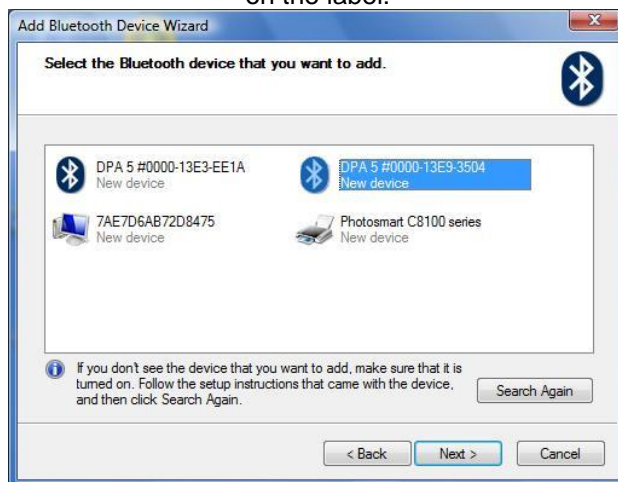 on the label.
Add Bluetooth Device Wizard
Select the Bluetooth device that you want to add.
DPA 5 #0000-13E3-EE1A
New device
DPA 5 #0000-13E9-3504
New device
7AE7D6AB72D8475
New device
Photosmart C8100 series
New device
If you don't see the device that you want to add, make sure that it is
turned on. Follow the setup instructions that came with the device,
and then click Search Again.
Search Again
< Back
Next >
Cancel